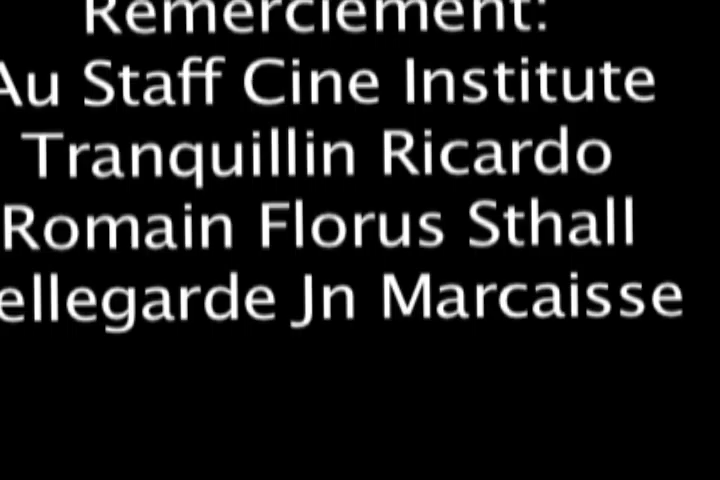 Remerciement:
Au Staff Cine Institute
Tranquillin Ricardo
Romain Florus Sthall
ellegarde Jn Marcaisse